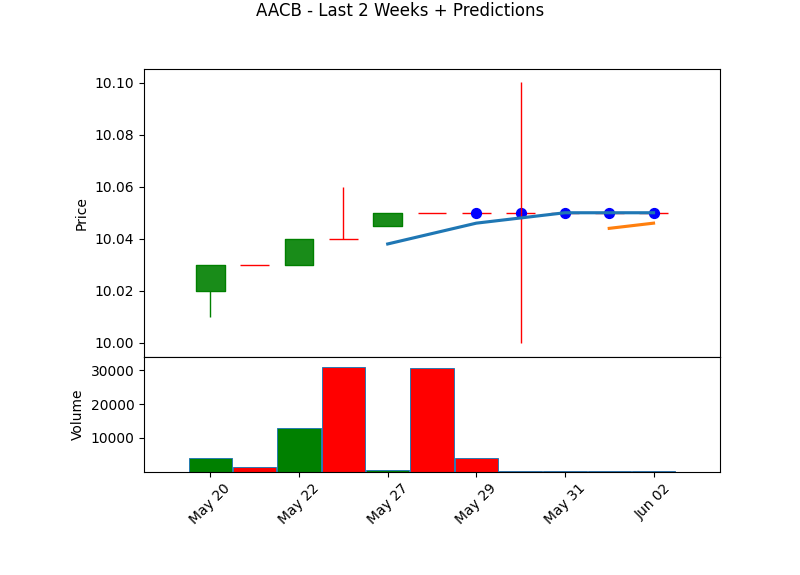 AACB - Last 2 Weeks + Predictions
10.10
10.08
10.06
10.04
10.02
10.00
Price
30000
20000
10000
Volume
May 20
May 22
May 27
May 29
May 31
Jun 02